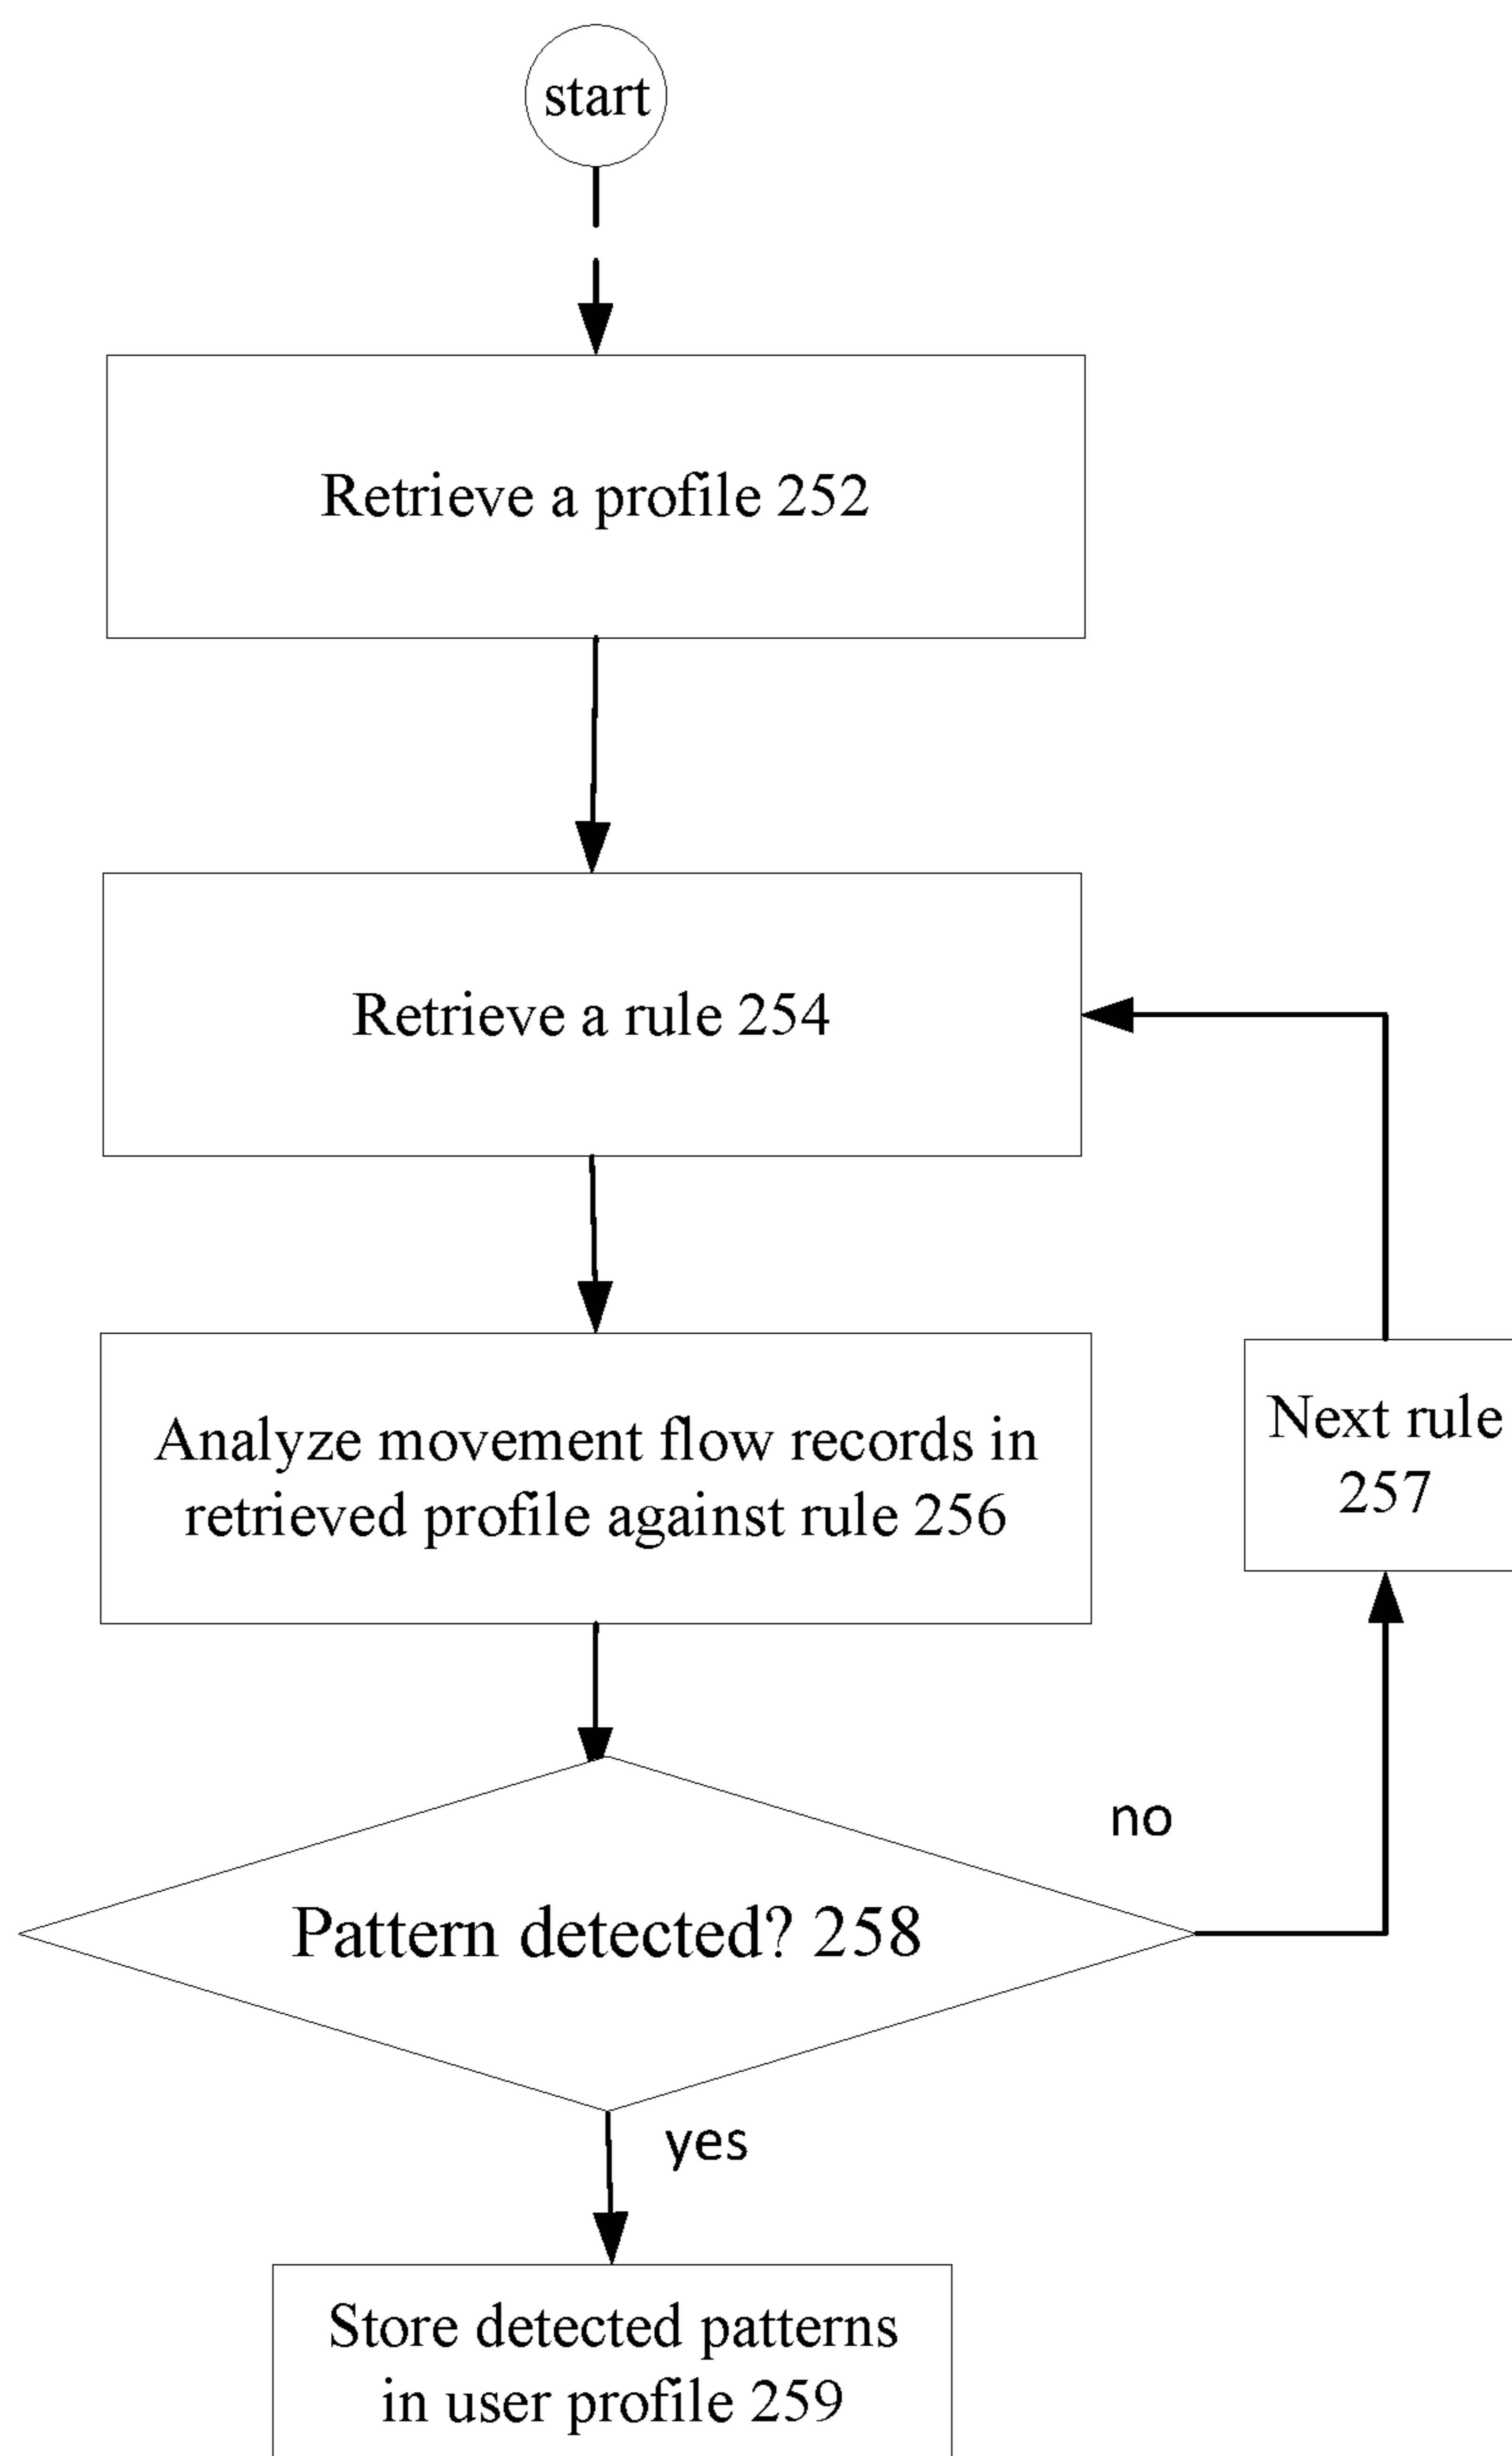 start
Retrieve a profile 252
Retrieve a rule 254
Analyze movement flow records in
retrieved profile against rule 256
Next rule
257
no
Pattern detected? 258
yes
Store detected patterns
in user profile 259